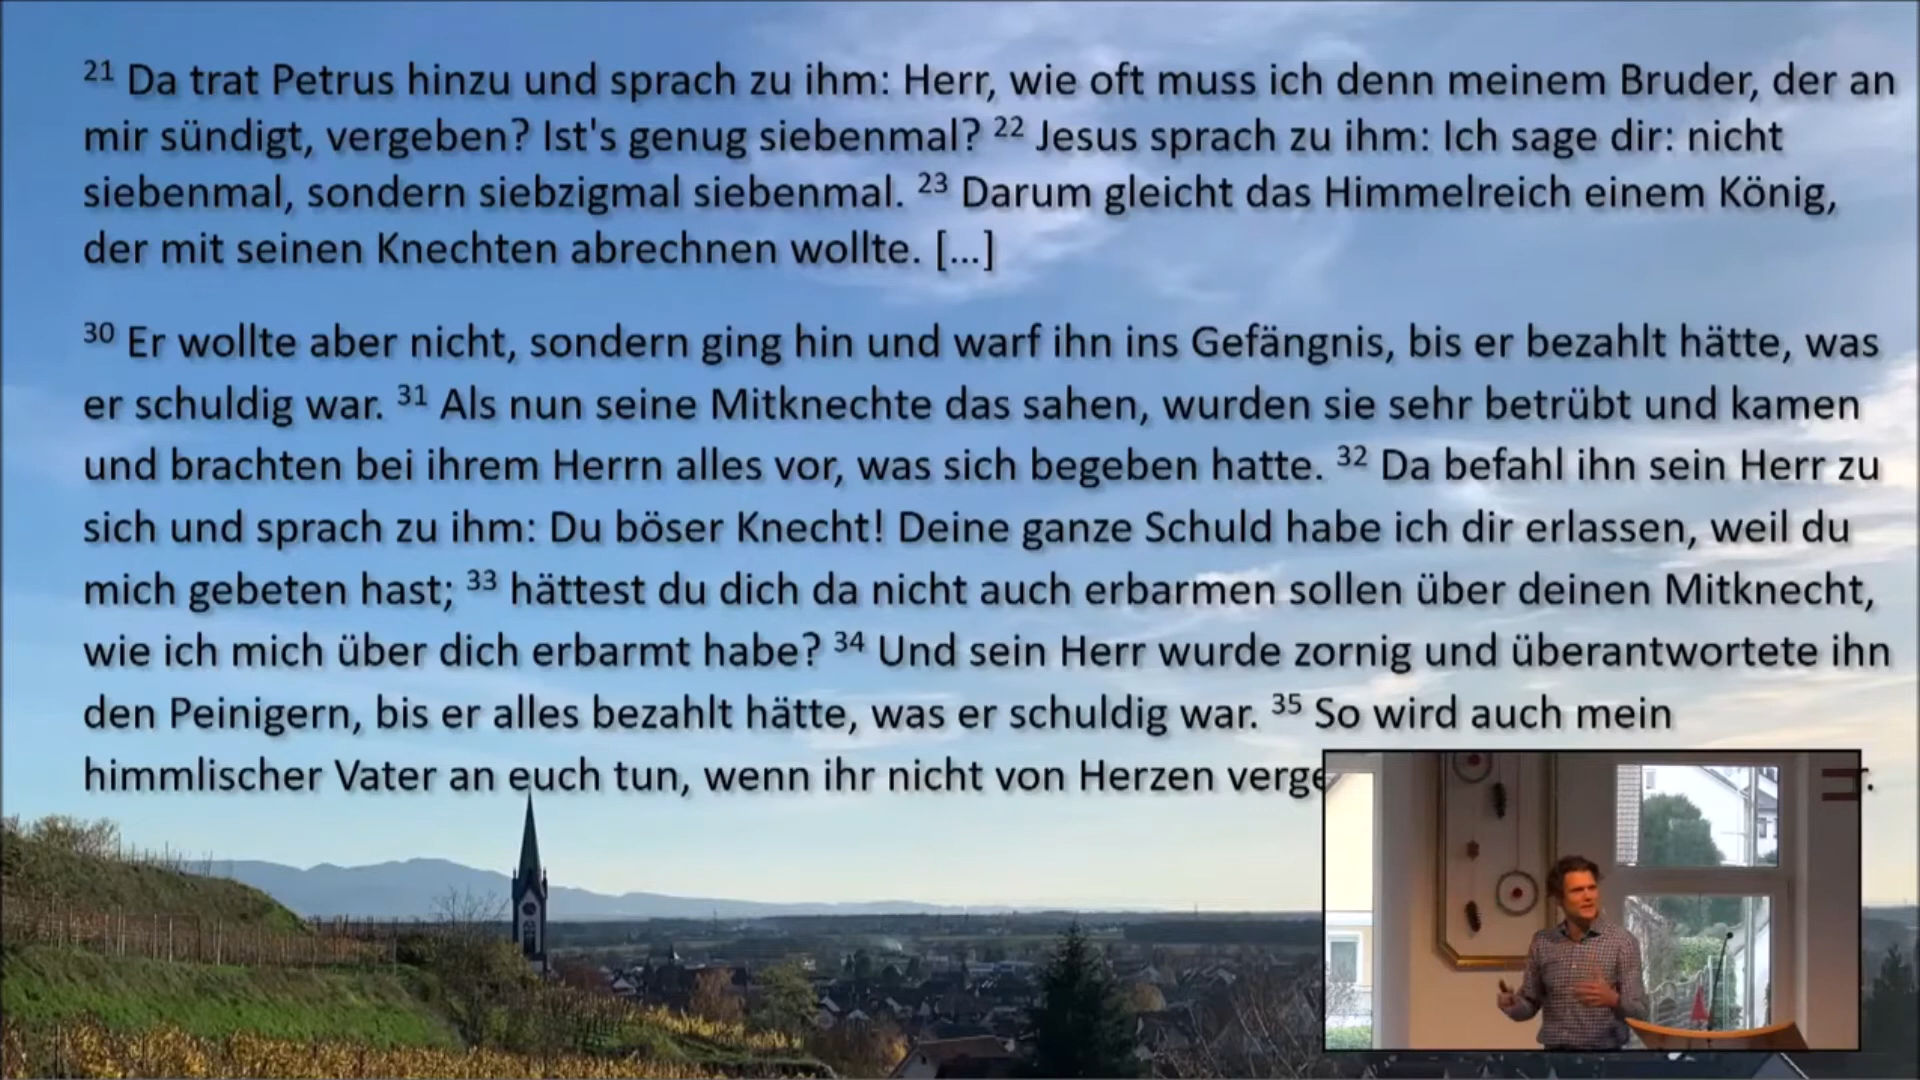 21 Da trat Petrus hinzu und sprach zu ihm: Herr, wie oft muss ich denn meinem Bruder, der an
mir sündigt, vergeben? Ist's genug siebenmal? 22 Jesus sprach zu ihm: Ich sage dir: nicht
siebenmal, sondern siebzigmal siebenmal. 23 Darum gleicht das Himmelreich einem König,
der mit seinen Knechten abrechnen wollte. [...]
30 Er wollte aber nicht, sondern ging hin und warf ihn ins Gefängnis, bis er bezahlt hätte, was
er schuldig war. 31 Als nun seine Mitknechte das sahen, wurden sie sehr betrübt und kamen
und brachten bei ihrem Herrn alles vor, was sich begeben hatte. 32 Da befahl ihn sein Herr zu
sich und sprach zu ihm: Du böser Knecht! Deine ganze Schuld habe ich dir erlassen, weil du
mich gebeten hast; 33 hättest du dich da nicht auch erbarmen sollen über deinen Mitknecht,
wie ich mich über dich erbarmt habe? 34 Und sein Herr wurde zornig und überantwortete ihn
den Peinigern, bis er alles bezahlt hätte, was er schuldig war. 35 So wird auch mein
himmlischer Vater an euch tun, wenn ihr nicht von Herzen verge